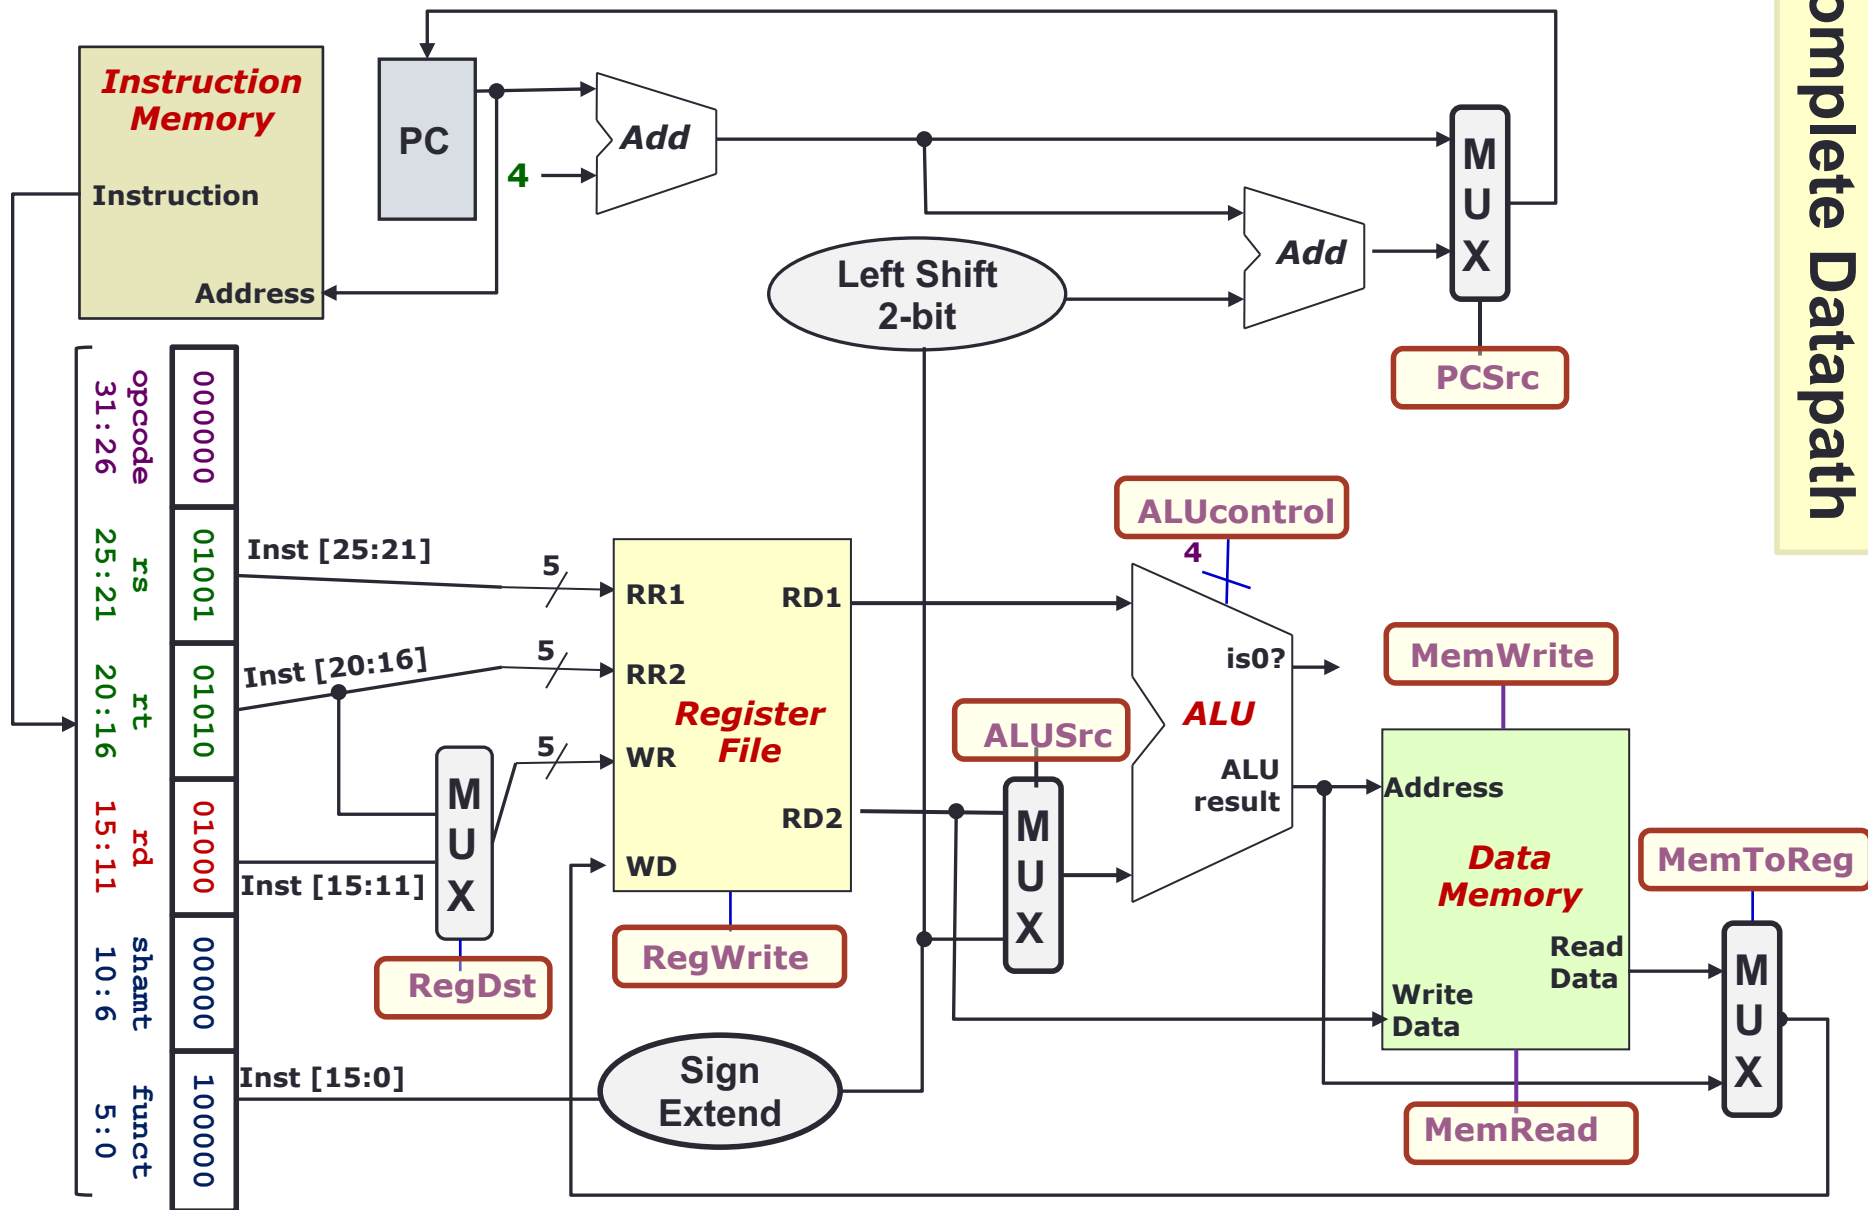 omplete Datapath
Instruction
Memory
Instruction
Address
PC
4
Add
Left Shift
2-bit
Add
M
U
X
PCSrc
opcode
31:26
000000
rs
25:21
01001
rt
20:16
01010
rd
15:11
01000
shamt
10:6
00000
funct
5:0
100000
Inst [25:21]
5
Inst [20:16]
5
5
Inst [15:11]
Inst [15:0]
M
U
X
RegDst
RR1
RR2
WR
WD
Register
File
RD1
RD2
RegWrite
Sign
Extend
ALUSrc
M
U
X
ALUcontrol
4
is0?
ALU
ALU
result
MemWrite
Address
Data
Memory
Read
Data
Write
Data
MemRead
MemToReg
M
U
X